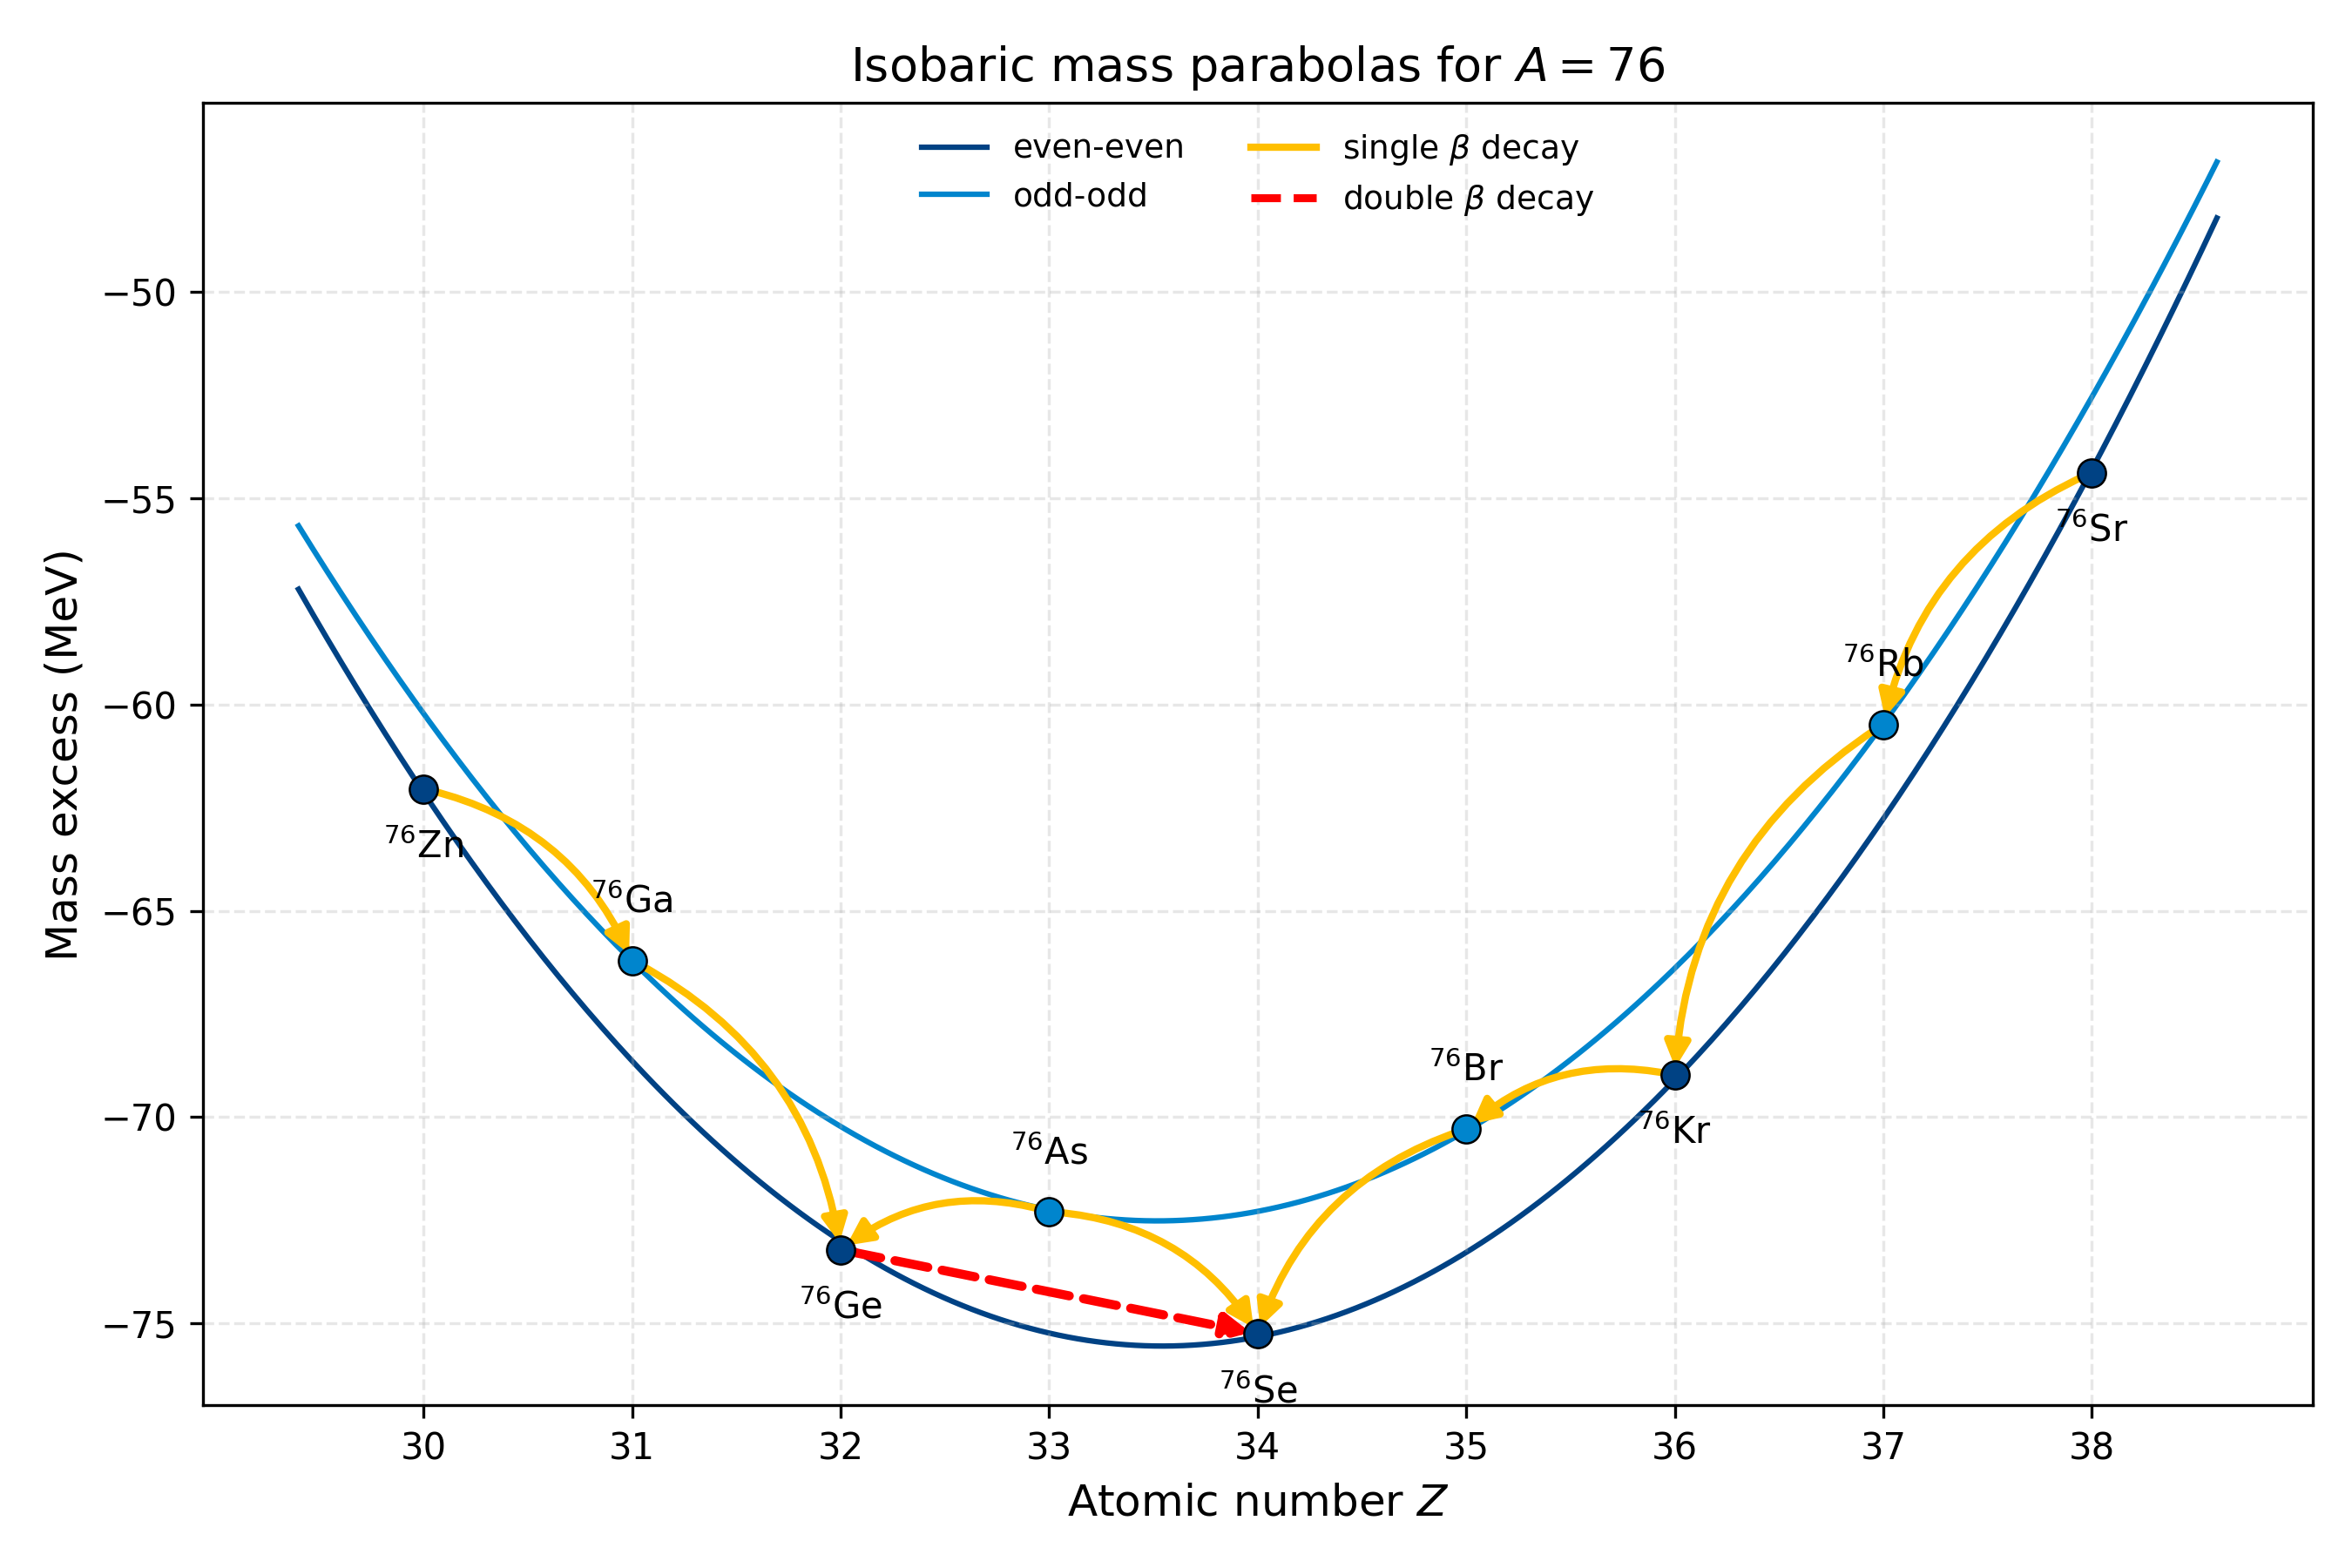 Isobaric mass parabolas for A = 76
even-even
odd-odd
single β decay
double β decay
Mass excess (MeV)
−50
−55
−60
−65
−70
−75
⁷⁶Sr
⁷⁶Rb
⁷⁶Zn
⁷⁶Ga
⁷⁶Br
⁷⁶Kr
⁷⁶As
⁷⁶Ge
⁷⁶Se
30 31 32 33 34 35 36 37 38
Atomic number Z